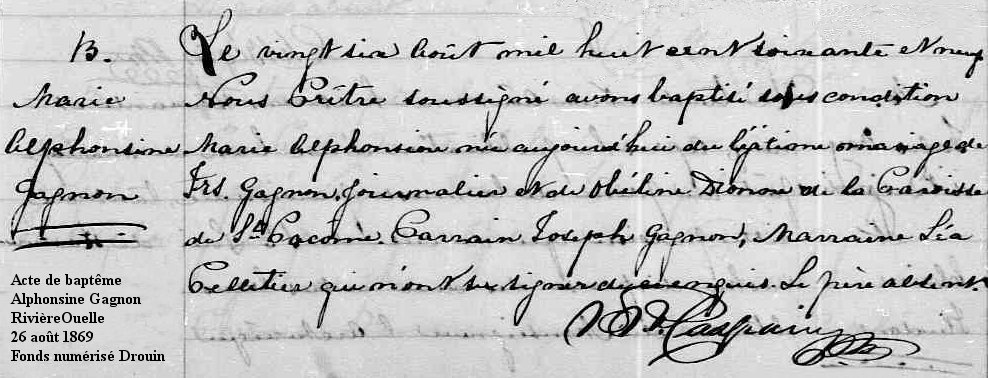 B.
Marie
Alphonsine
Gagnon
Le vingt six Août mil huit cent soixante et neuf
Nous Prêtre soussigné avons baptisé sous condition
Marie Alphonsine née aujourd'hui du légitime mariage de
Frs. Gagnon Journalier et de Obéline Dionne de la Paroisse
de St Pacôme. Parrain Joseph Gagnon, Marraine Léa
Pelletier qui n'ont su signer de ce enquis. Le père absent.
Acte de baptême
Alphonsine Gagnon
RivièreOuelle
26 août 1869
Fonds numérisé Drouin